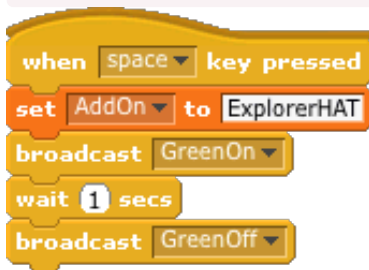 when space key pressed
set AddOn to ExplorerHAT
broadcast GreenOn
wait 1 secs
broadcast GreenOff